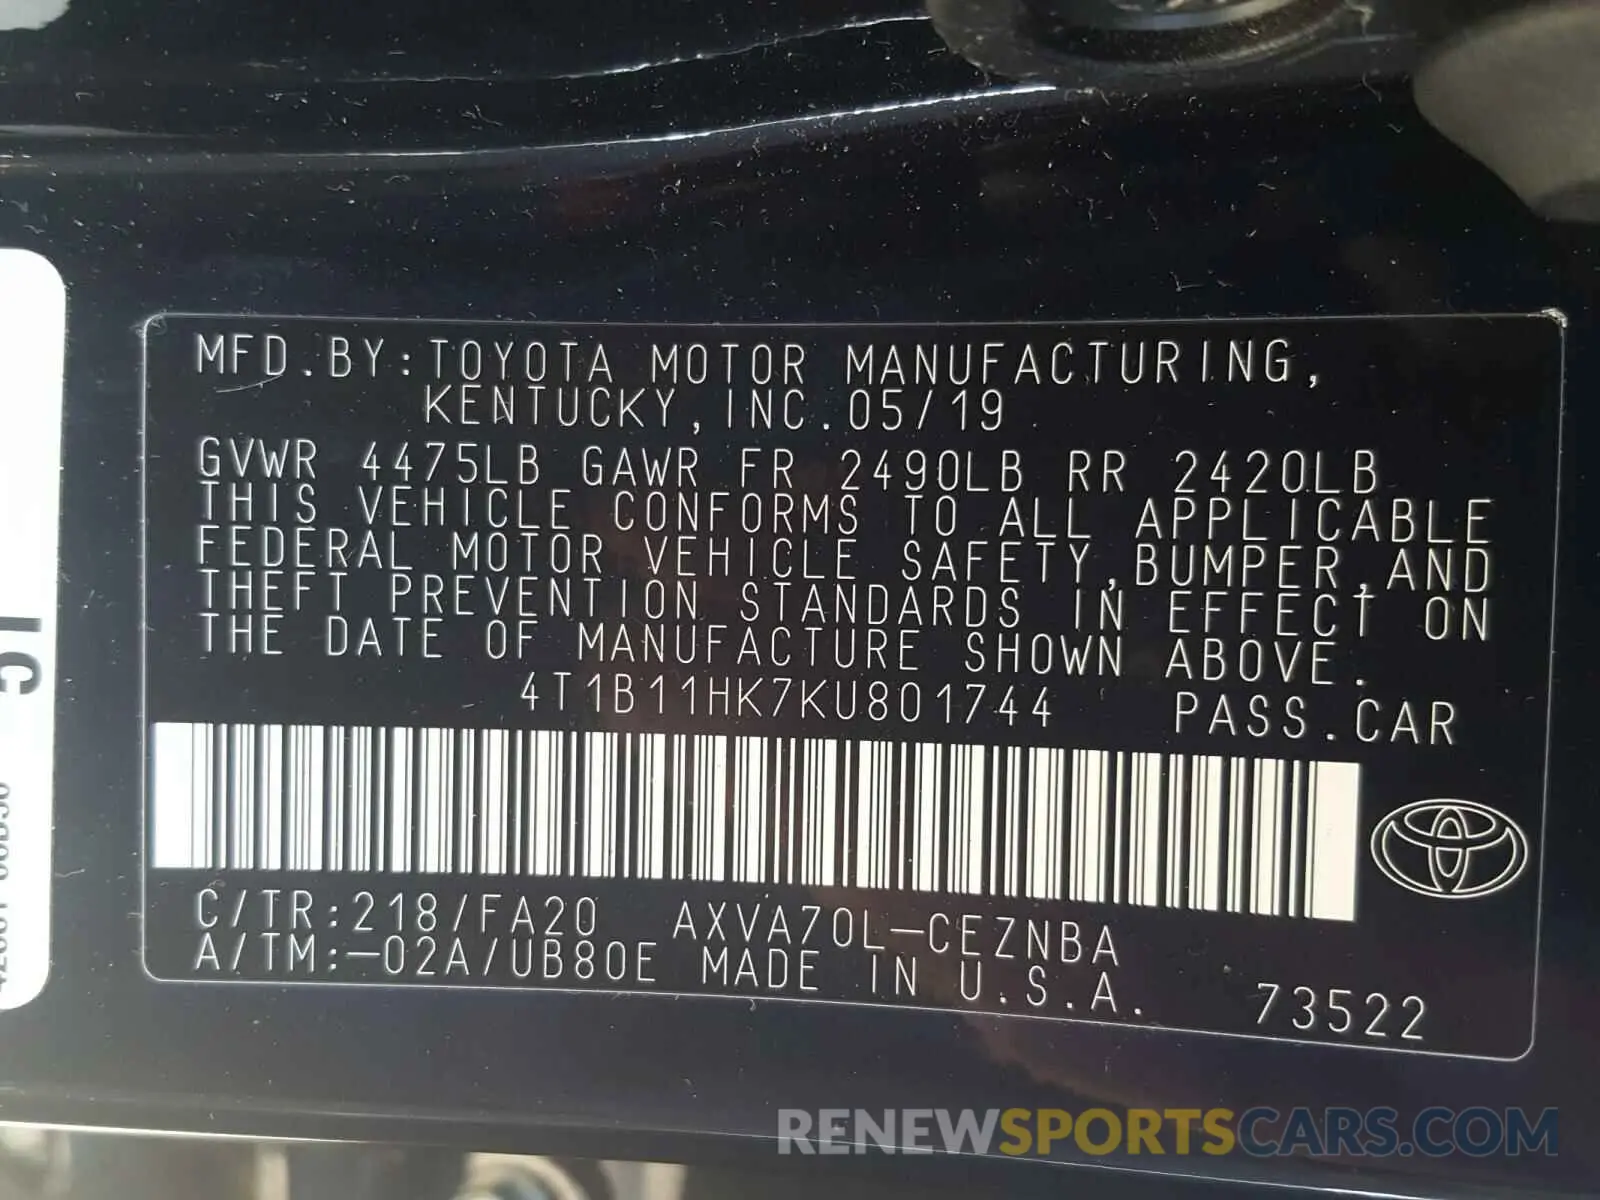 MFD.BY:TOYOTA MOTOR MANUFACTURING,
KENTUCKY,INC.05/19
GVWR 4475LB GAWR FR 2490LB RR 2420LB
THIS VEHICLE CONFORMS TO ALL APPLICABLE
FEDERAL MOTOR VEHICLE SAFETY,BUMPER,AND
THEFT PREVENTION STANDARDS IN EFFECT ON
THE DATE OF MANUFACTURE SHOWN ABOVE.
4T1B11HK7KU801744 PASS.CAR
C/TR:218/FA20 AXVA70L-CEZNBA
A/TM:-02A/UB80E MADE IN U.S.A. 73522
RENEWSPORTSCARS.COM